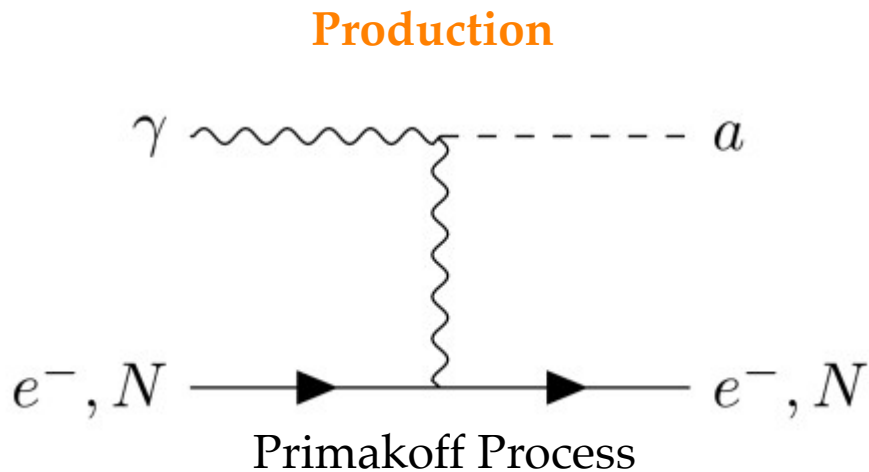 Production
γ a
e⁻, N e⁻, N
Primakoff Process